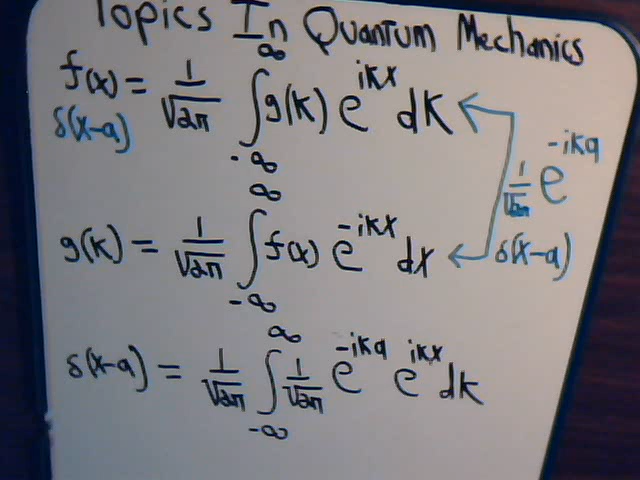 Topics In Quantum Mechanics
f(x) = 1/√2π ∫_{-∞}^{∞} g(k) e^{ikx} dk
δ(x-a)
1/√2π e^{-ika}
g(k) = 1/√2π ∫_{-∞}^{∞} f(x) e^{-ikx} dx
δ(x-a)
δ(x-a) = 1/√2π ∫_{-∞}^{∞} 1/√2π e^{-ika} e^{ikx} dk